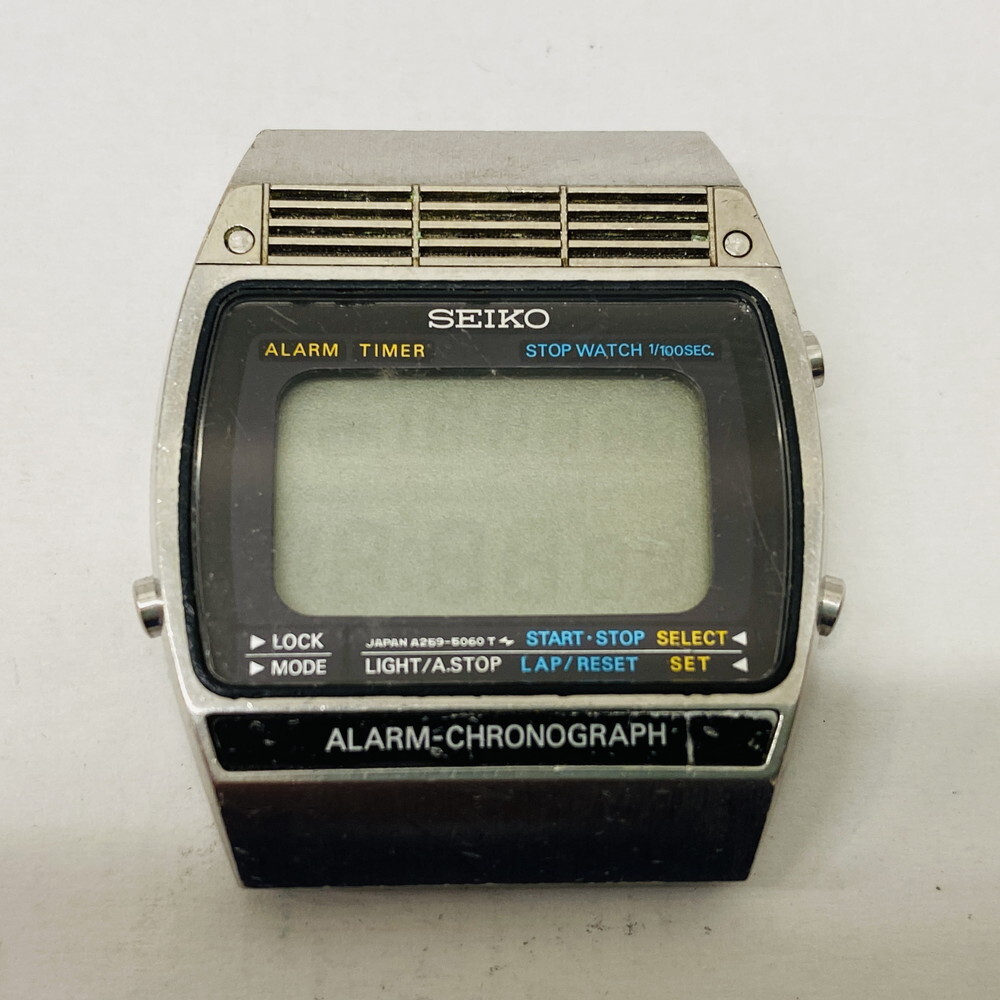 SEIKO
ALARM TIMER STOP WATCH 1/100SEC.
LOCK JAPAN A259-5060 T START·STOP SELECT
MODE LIGHT/A.STOP LAP/RESET SET
ALARM-CHRONOGRAPH